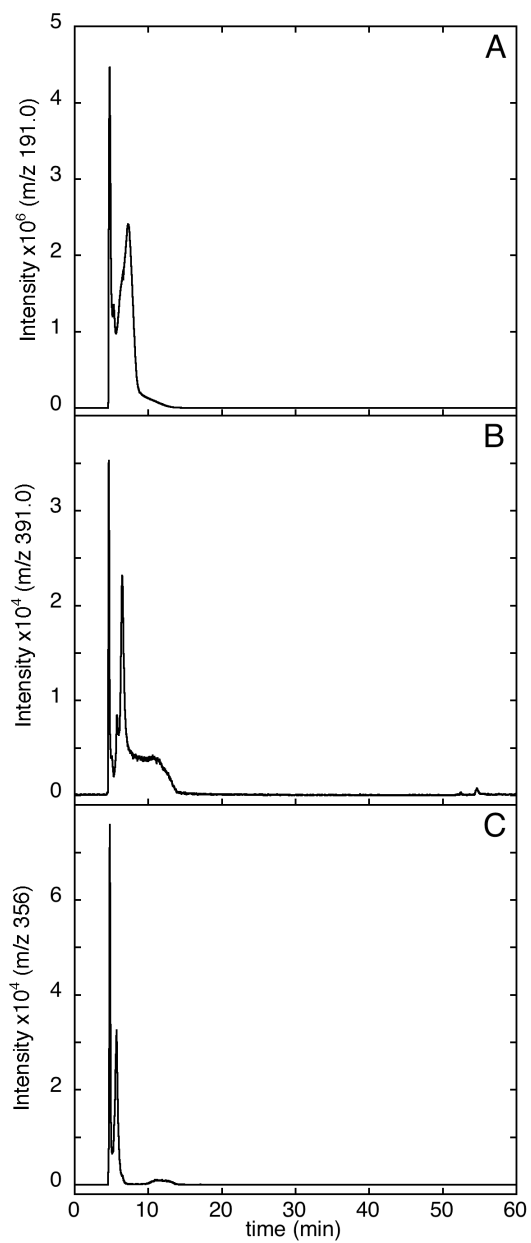 A
5
4
3
2
1
0
Intensity x10⁶ (m/z 191.0)
B
3
2
1
0
Intensity x10⁴ (m/z 391.0)
C
6
4
2
0
Intensity x10⁴ (m/z 356)
0 10 20 30 40 50 60
time (min)